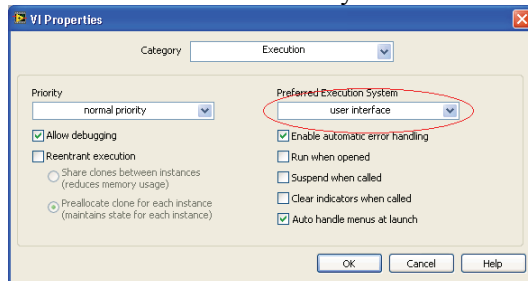 VI Properties
Category
Execution
Priority
normal priority
Allow debugging
Reentrant execution
Share clones between instances
(reduces memory usage)
Preallocate clone for each instance
(maintains state for each instance)
Preferred Execution System
user interface
Enable automatic error handling
Run when opened
Suspend when called
Clear indicators when called
Auto handle menus at launch
OK
Cancel
Help